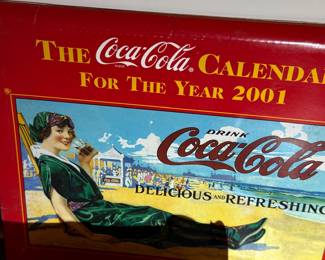 THE Coca-Cola CALENDA
FOR THE YEAR 2001
DRINK
Coca-Cola
DELICIOUS AND REFRESHING